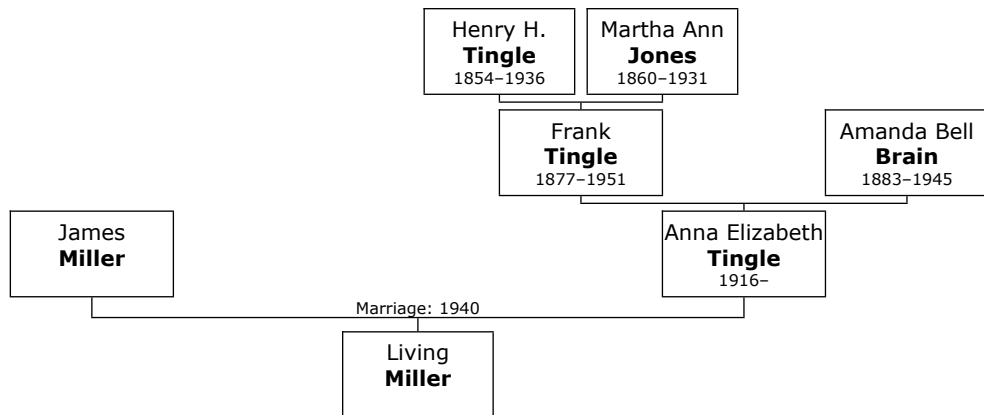 Henry H.
Tingle
1854–1936
Martha Ann
Jones
1860–1931
Frank
Tingle
1877–1951
Amanda Bell
Brain
1883–1945
James
Miller
Anna Elizabeth
Tingle
1916–
Marriage: 1940
Living
Miller